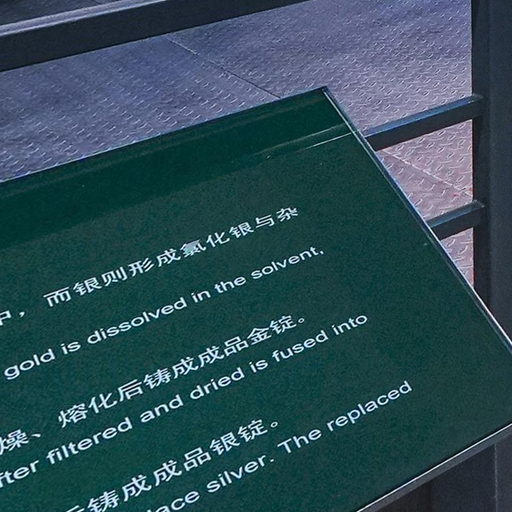 中，而银则形成氯化银与杂
gold is dissolved in the solvent,
燥、熔化后铸成成品金锭。
fter filtered and dried is fused into
后铸成成品银锭。
lace silver. The replaced